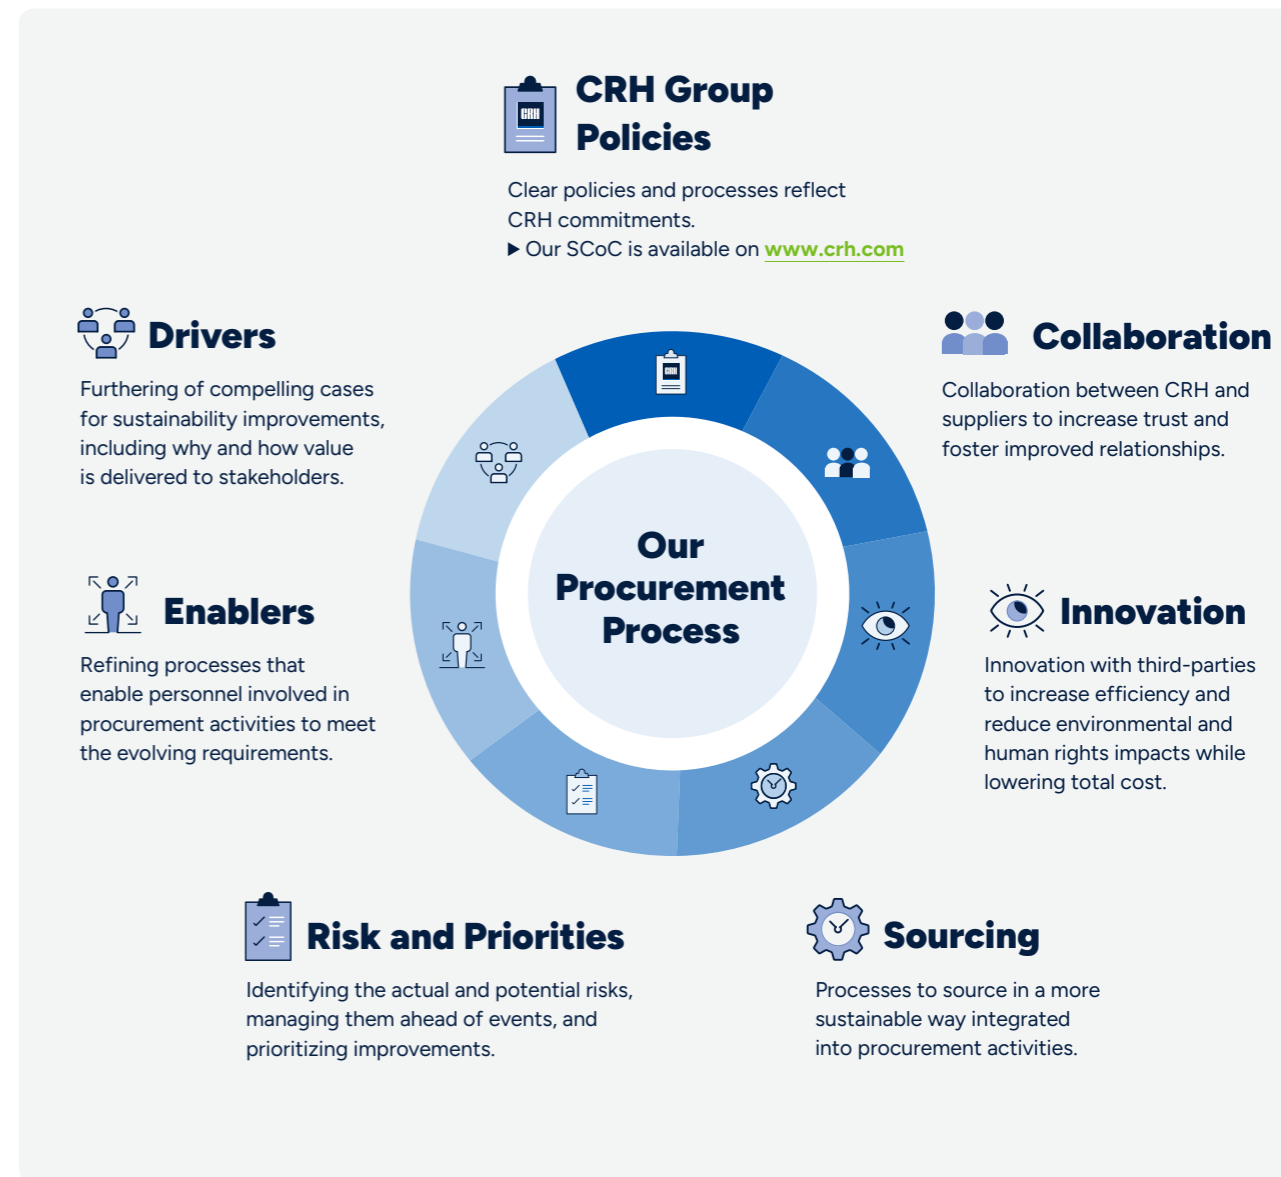 CRH Group
Policies
CRH
Clear policies and processes reflect
CRH commitments.
▶ Our SCoC is available on www.crh.com
Drivers
Furthering of compelling cases
for sustainability improvements,
including why and how value
is delivered to stakeholders.
Collaboration
Collaboration between CRH and
suppliers to increase trust and
foster improved relationships.
CRH
Our
Procurement
Process
Enablers
Refining processes that
enable personnel involved in
procurement activities to meet
the evolving requirements.
Innovation
Innovation with third-parties
to increase efficiency and
reduce environmental and
human rights impacts while
lowering total cost.
Risk and Priorities
Identifying the actual and potential risks,
managing them ahead of events, and
prioritizing improvements.
Sourcing
Processes to source in a more
sustainable way integrated
into procurement activities.